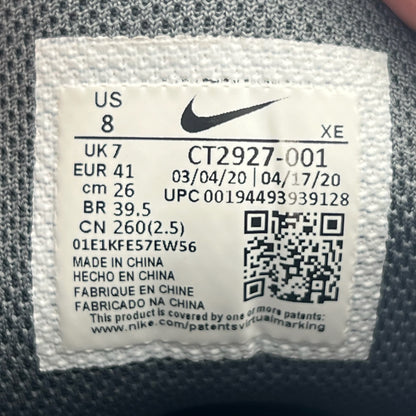 US
8
XE
UK 7
EUR 41
cm 26
BR 39.5
CN 260(2.5)
01E1KFE57EW56
CT2927-001
03/04/20 | 04/17/20
UPC 00194493939128
MADE IN CHINA
HECHO EN CHINA
FABRIQUE EN CHINE
FABRICADO NA CHINA
This product is covered by one or more patents:
www.nike.com/patentsvirtualmarking